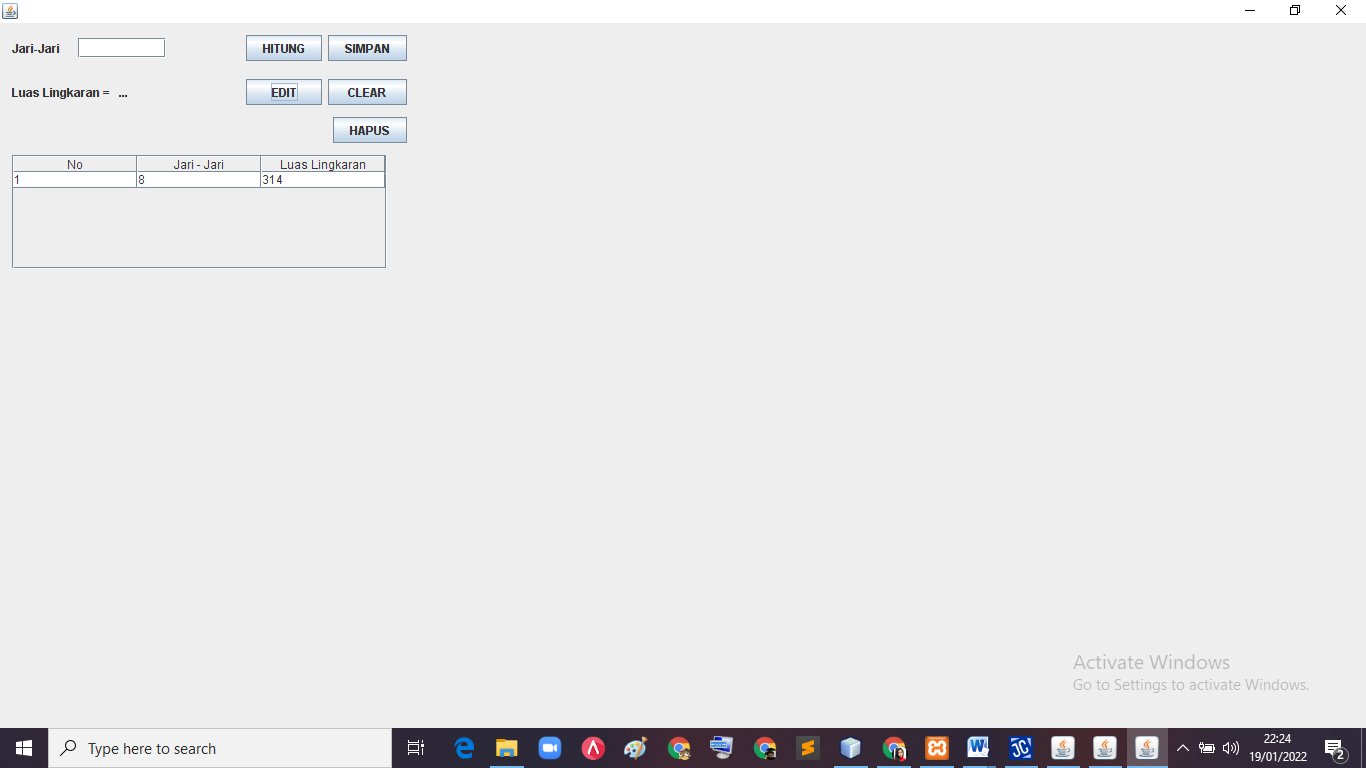 Jari-Jari HITUNG SIMPAN
Luas Lingkaran = ... EDIT CLEAR
HAPUS
No Jari - Jari Luas Lingkaran
1 8 314
Activate Windows
Go to Settings to activate Windows.
Type here to search
22:24
19/01/2022
2